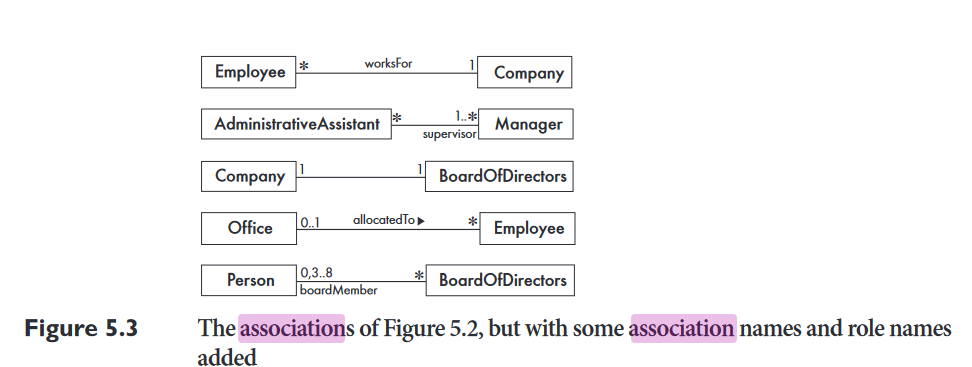 Employee * worksFor 1 Company
AdministrativeAssistant * 1..* Manager
supervisor
Company 1 1 BoardOfDirectors
Office 0..1 allocatedTo ▶ * Employee
Person 0,3..8 * BoardOfDirectors
boardMember
Figure 5.3 The associations of Figure 5.2, but with some association names and role names
added